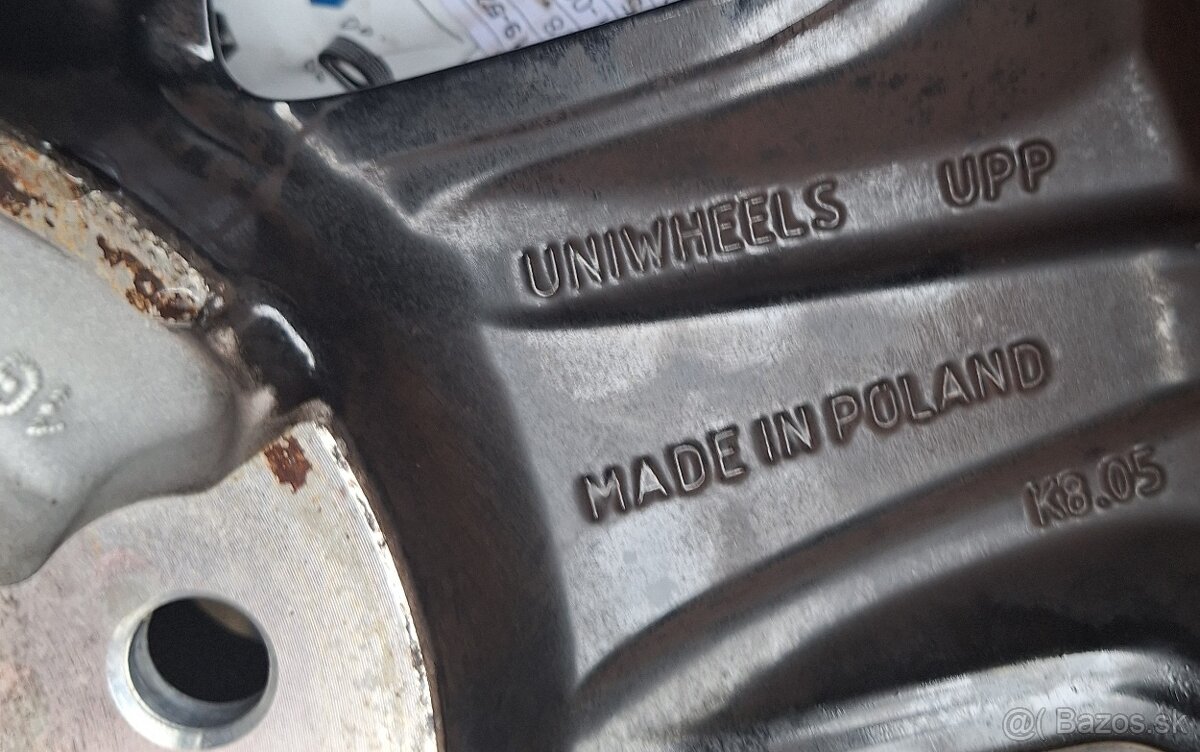 UNIWHEELS UPP
MADE IN POLAND
K8.05
@( Bazos.sk